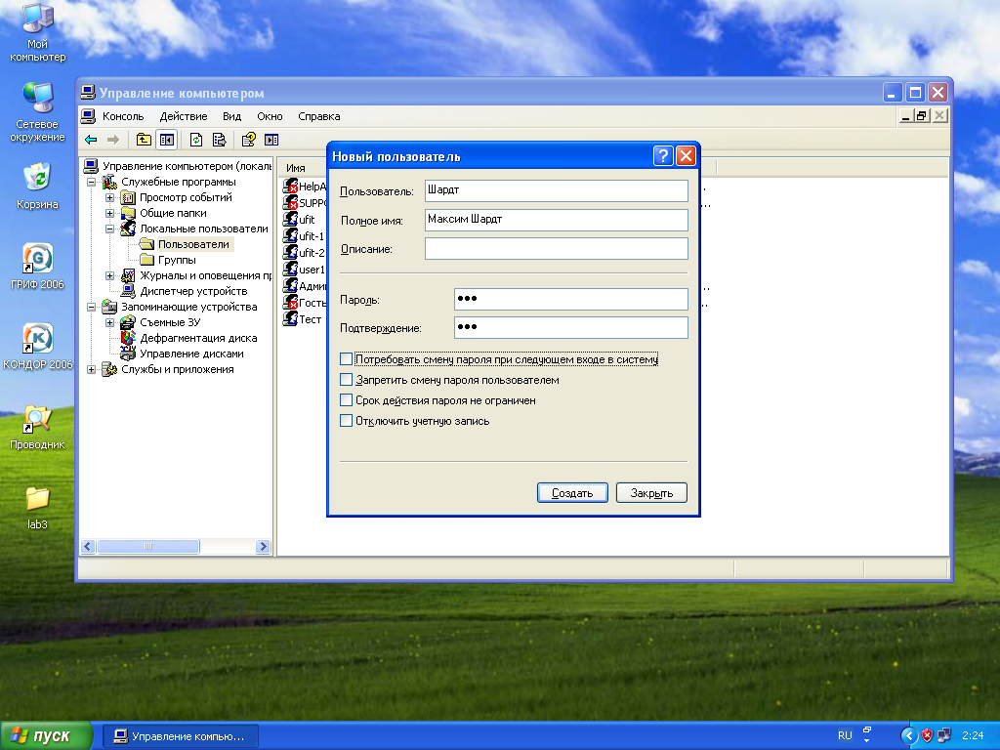 Мой
компьютер
Сетевое
окружение
Корзина
ГРИФ 2006
КОНДОР 2006
Проводник
lab3
Управление компьютером
Консоль Действие Вид Окно Справка
Управление компьютером (локаль
Служебные программы
Просмотр событий
Общие папки
Локальные пользователи
Пользователи
Группы
Журналы и оповещения пр
Диспетчер устройств
Запоминающие устройства
Съемные ЗУ
Дефрагментация диска
Управление дисками
Службы и приложения
Имя
HelpA
SUPPO
ufit
ufit-1
ufit-2
user1
Админ
Гость
Тест
Новый пользователь
Пользователь: Шардт
Полное имя: Максим Шардт
Описание:
Пароль: •••
Подтверждение: •••
Потребовать смену пароля при следующем входе в систему
Запретить смену пароля пользователем
Срок действия пароля не ограничен
Отключить учетную запись
Создать Закрыть
пуск Управление компью... RU 2:24